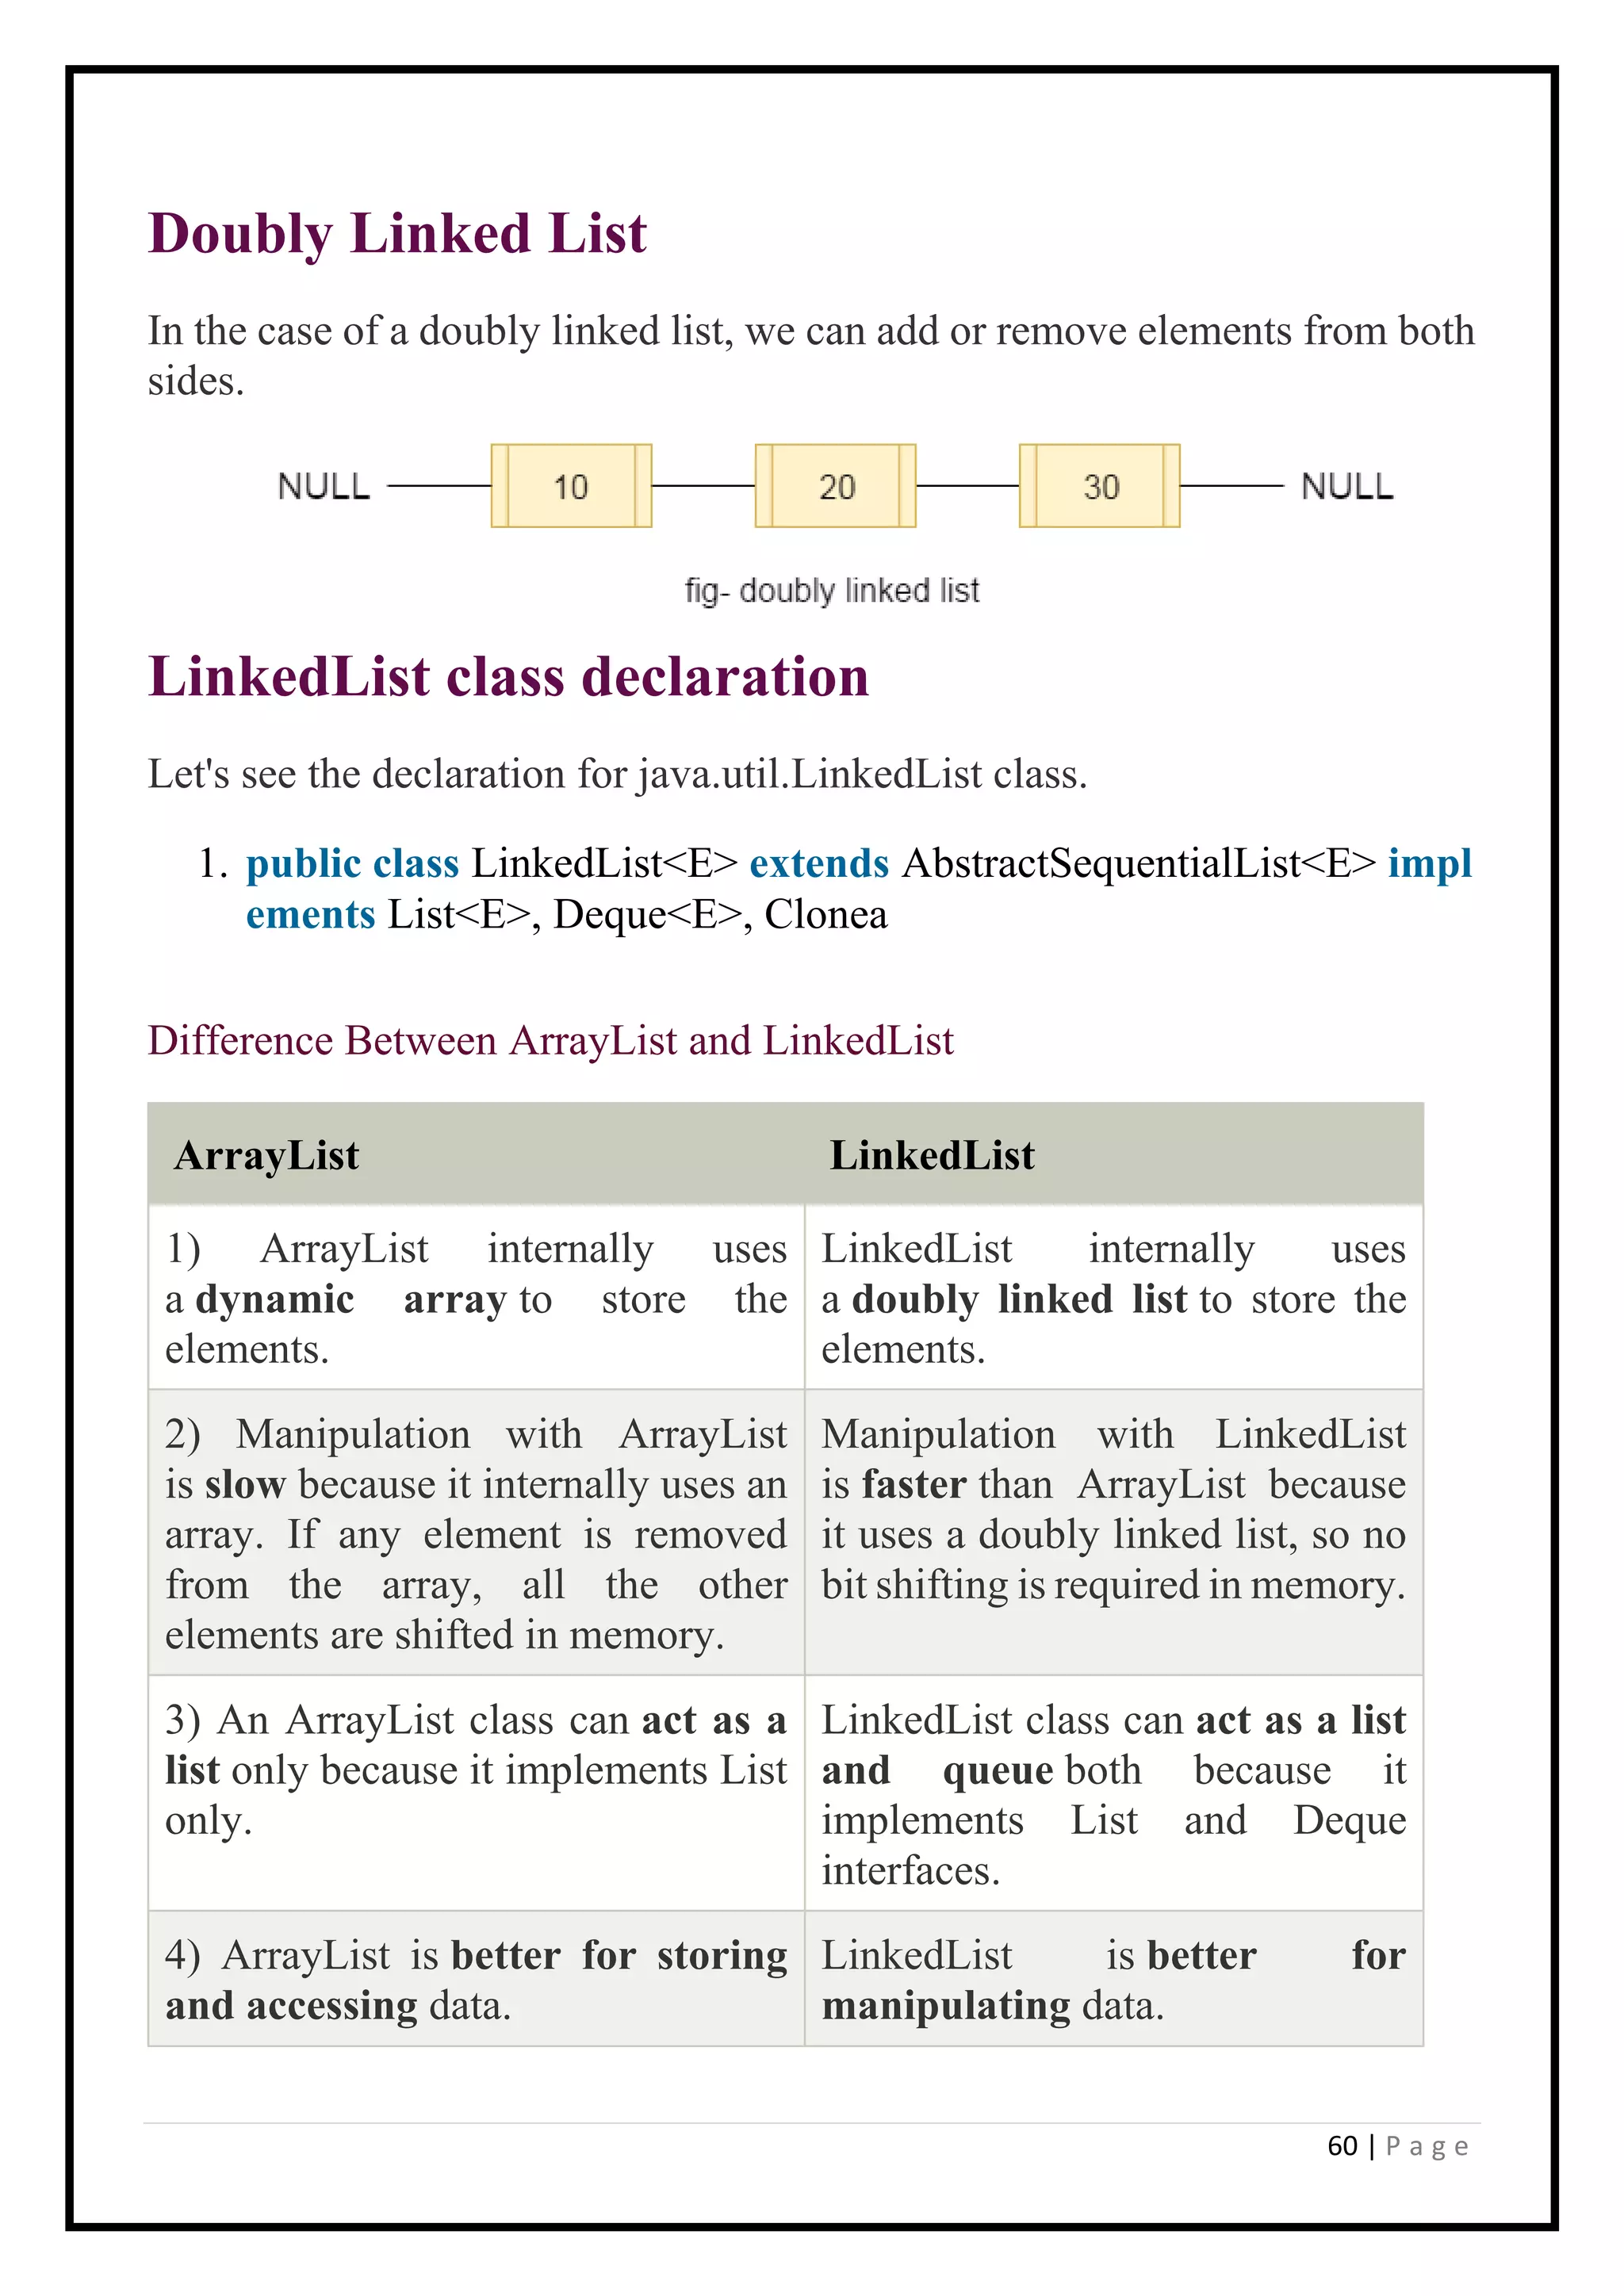 Doubly Linked List
In the case of a doubly linked list, we can add or remove elements from both
sides.
NULL 10 20 30 NULL
fig- doubly linked list
LinkedList class declaration
Let's see the declaration for java.util.LinkedList class.
1. public class LinkedList<E> extends AbstractSequentialList<E> impl
ements List<E>, Deque<E>, Clonea
Difference Between ArrayList and LinkedList
ArrayList
LinkedList
1) ArrayList internally uses
a dynamic array to store the
elements.
LinkedList internally uses
a doubly linked list to store the
elements.
2) Manipulation with ArrayList
is slow because it internally uses an
array. If any element is removed
from the array, all the other
elements are shifted in memory.
Manipulation with LinkedList
is faster than ArrayList because
it uses a doubly linked list, so no
bit shifting is required in memory.
3) An ArrayList class can act as a
list only because it implements List
only.
LinkedList class can act as a list
and queue both because it
implements List and Deque
interfaces.
4) ArrayList is better for storing
and accessing data.
LinkedList is better for
manipulating data.
60 | P a g e